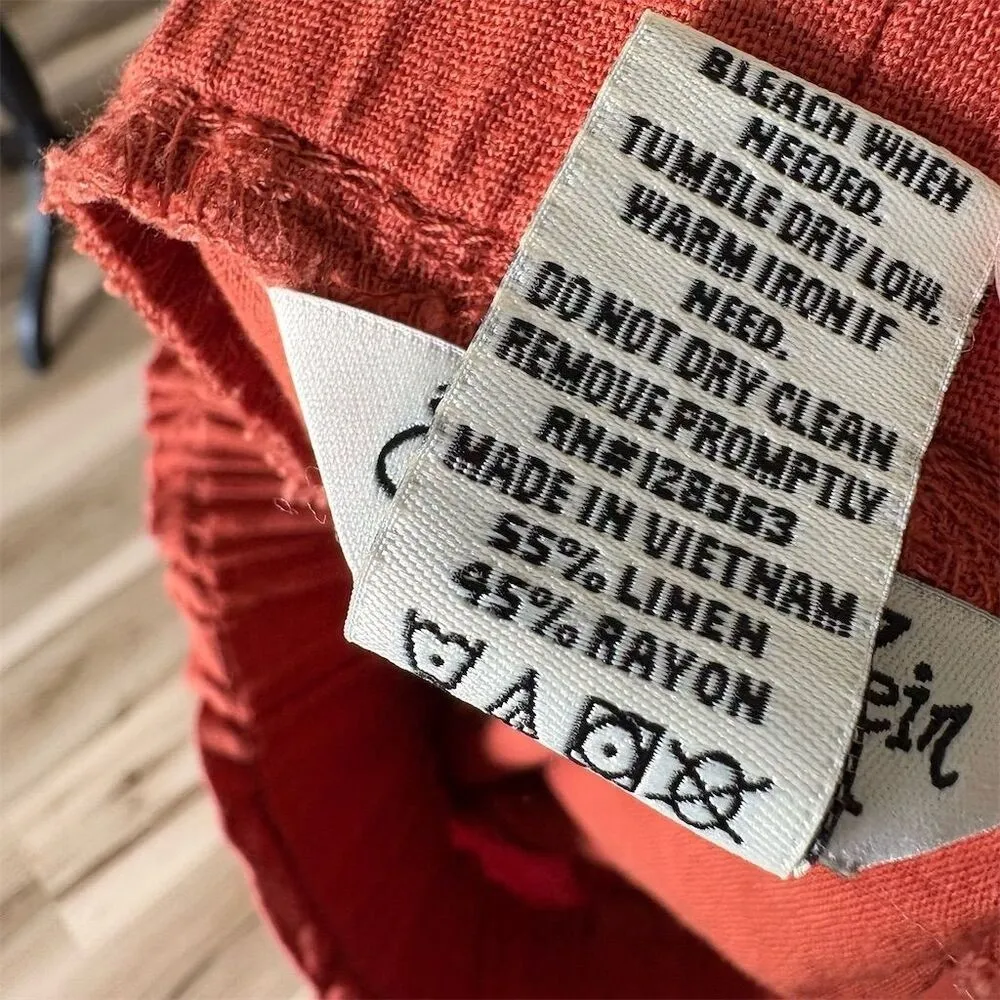 BLEACH WHEN
NEEDED.
TUMBLE DRY LOW.
WARM IRON IF
NEED.
DO NOT DRY CLEAN
REMOVE PROMPTLY
RN# 128963
MADE IN VIETNAM
55% LINEN
45% RAYON
ein